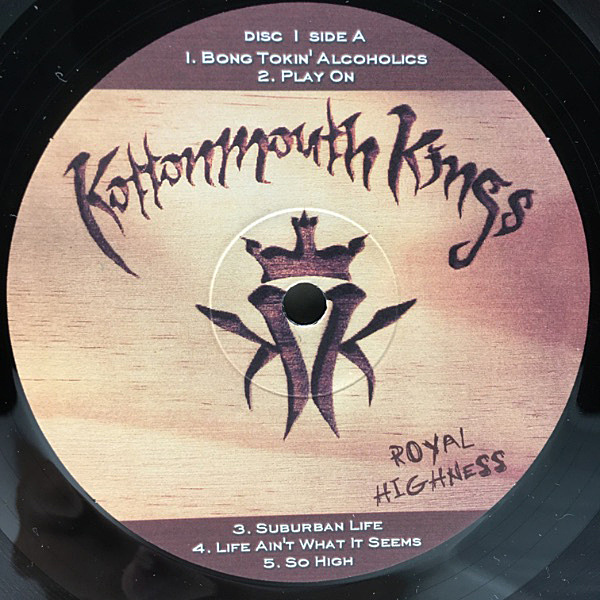 DISC 1 SIDE A
1. BONG TOKIN' ALCOHOLICS
2. PLAY ON
Kottonmouth Kings
ROYAL
HIGHNESS
3. SUBURBAN LIFE
4. LIFE AIN'T WHAT IT SEEMS
5. SO HIGH